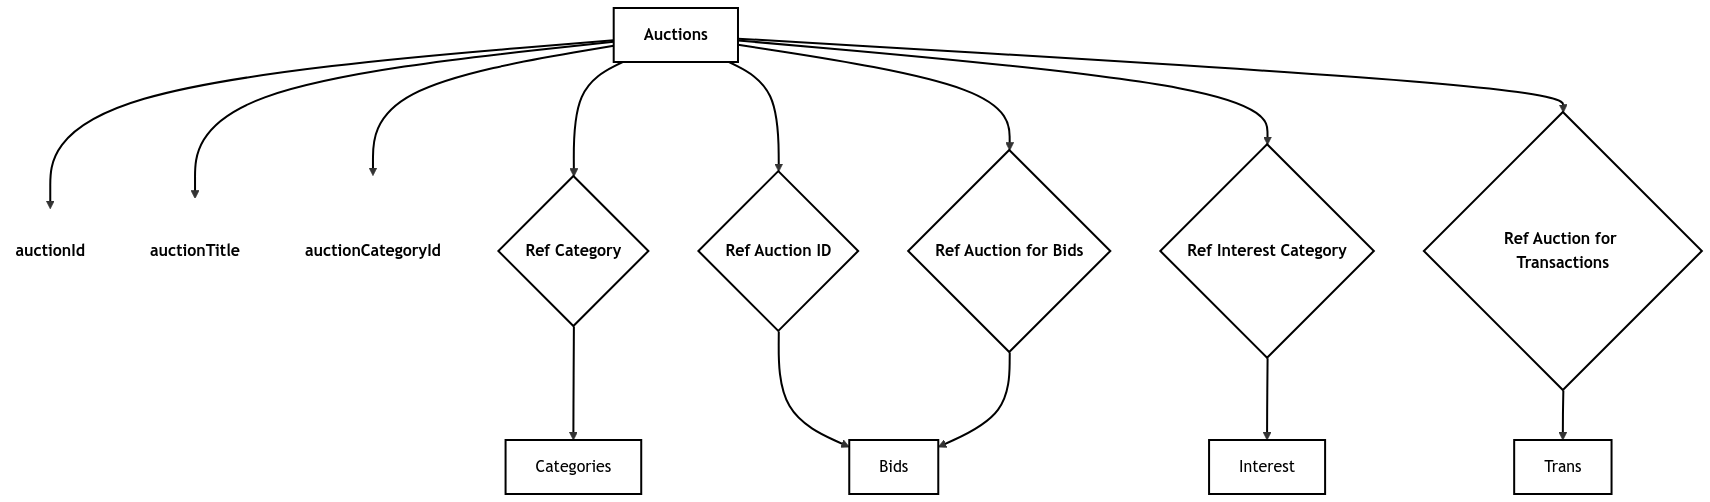 Auctions
auctionId
auctionTitle
auctionCategoryId
Ref Category
Ref Auction ID
Ref Auction for Bids
Ref Interest Category
Ref Auction for
Transactions
Categories
Bids
Interest
Trans